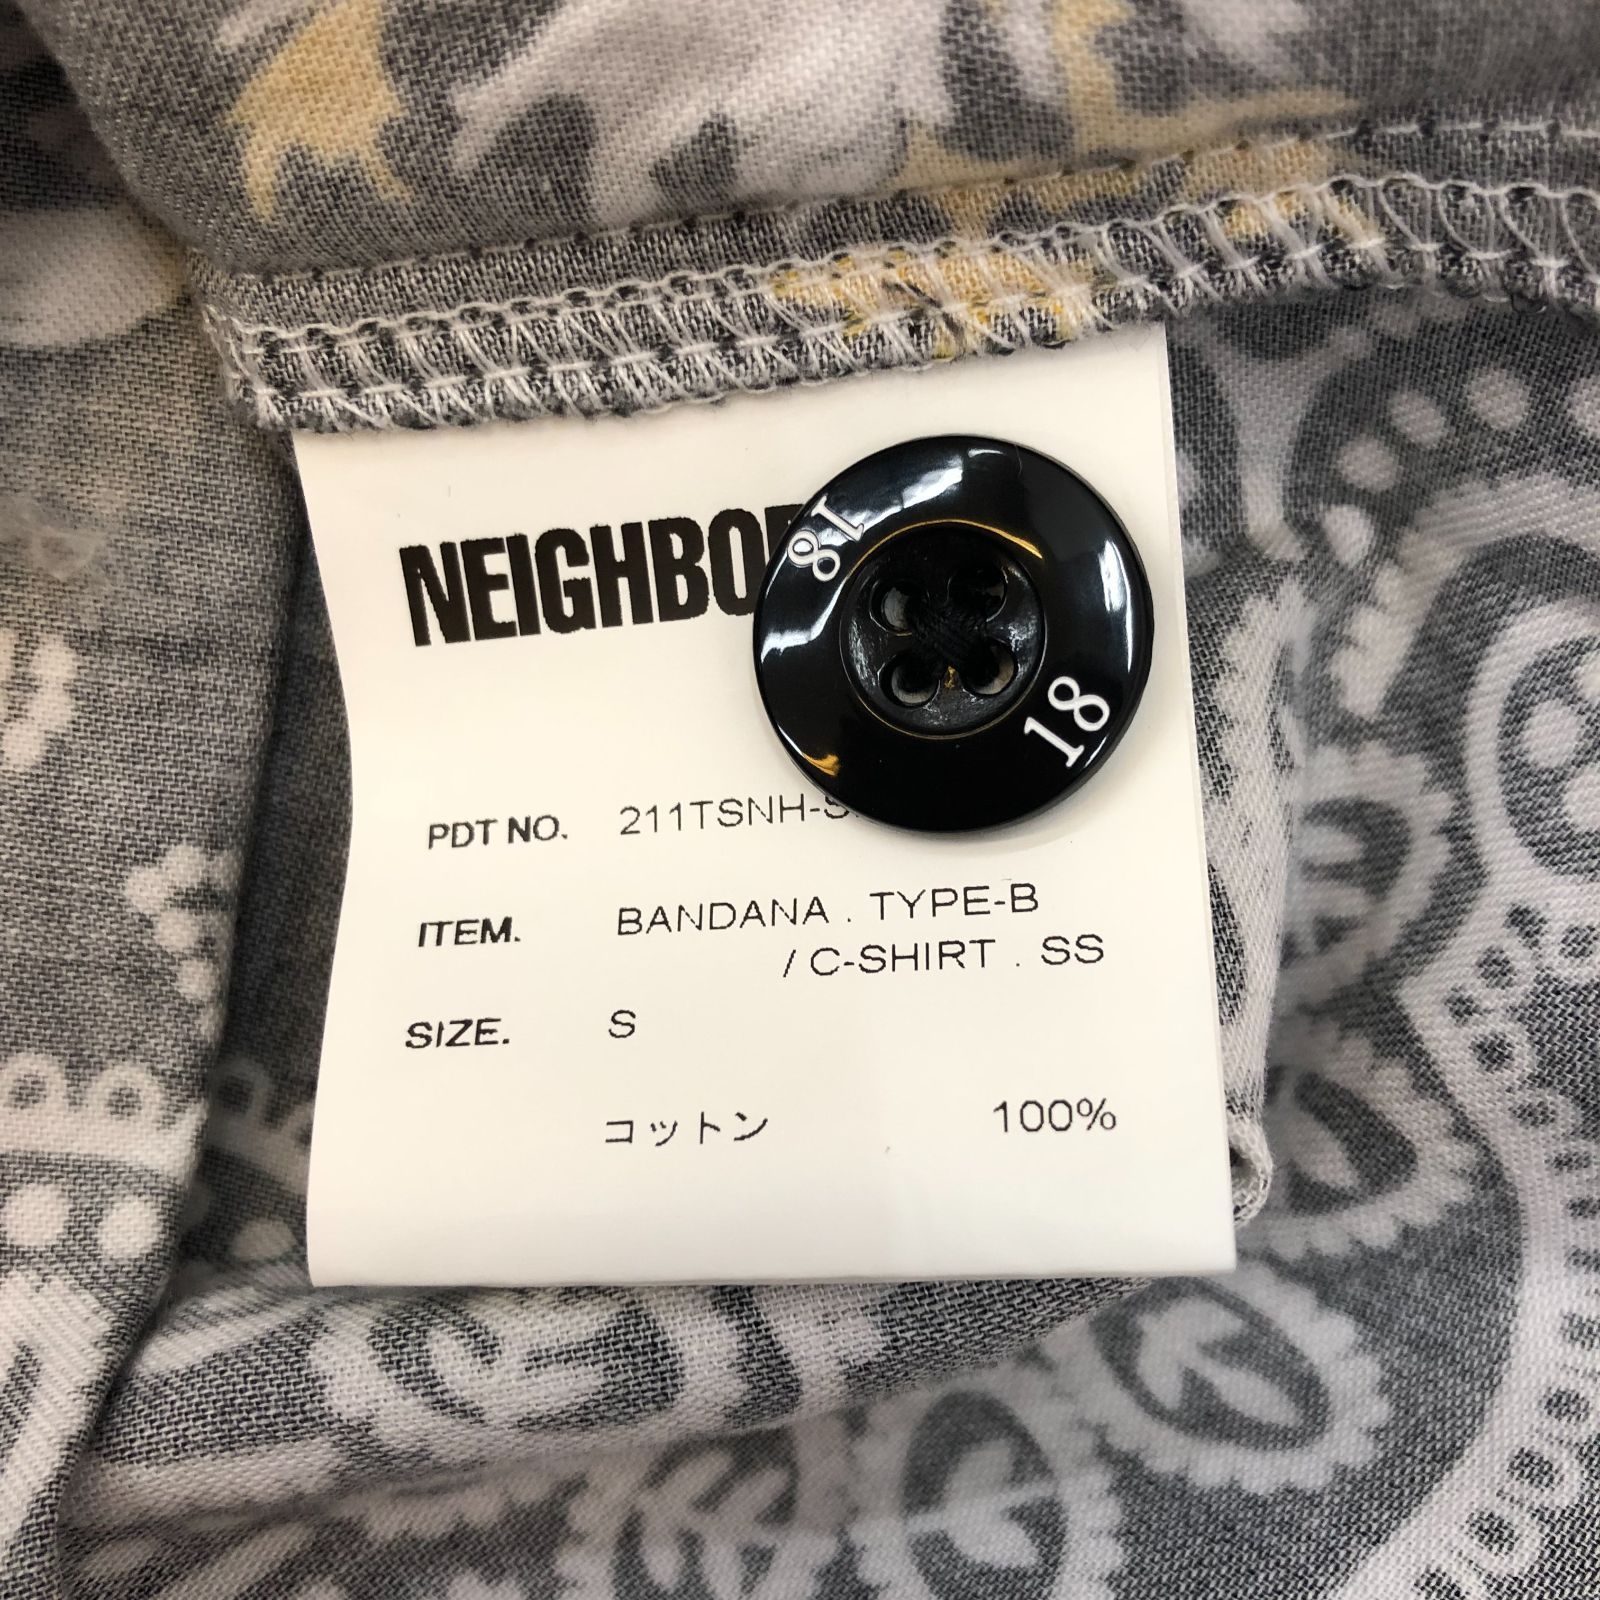 NEIGHBO
18
18
PDT NO. 211TSNH-S
ITEM. BANDANA . TYPE-B
/ C-SHIRT . SS
SIZE. S
コットン 100%